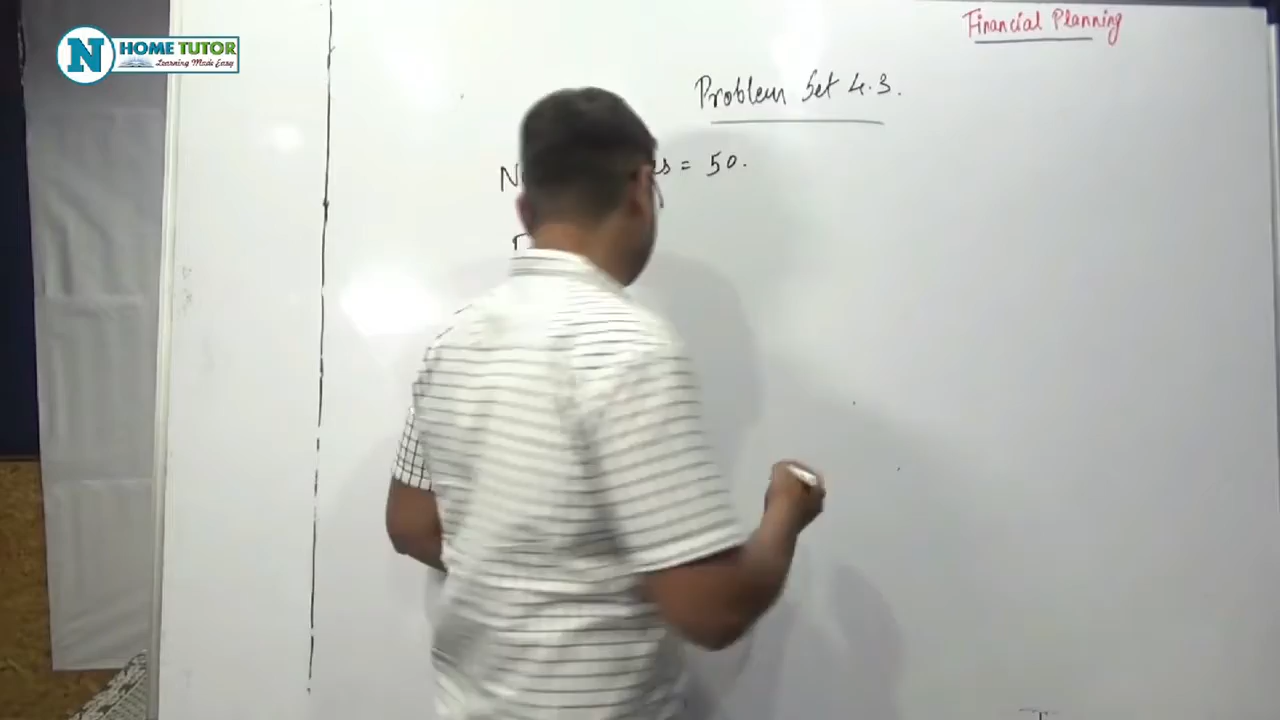 N HOME TUTOR
Learning Made Easy
Financial Planning
Problem Set 4.3.
= 50.